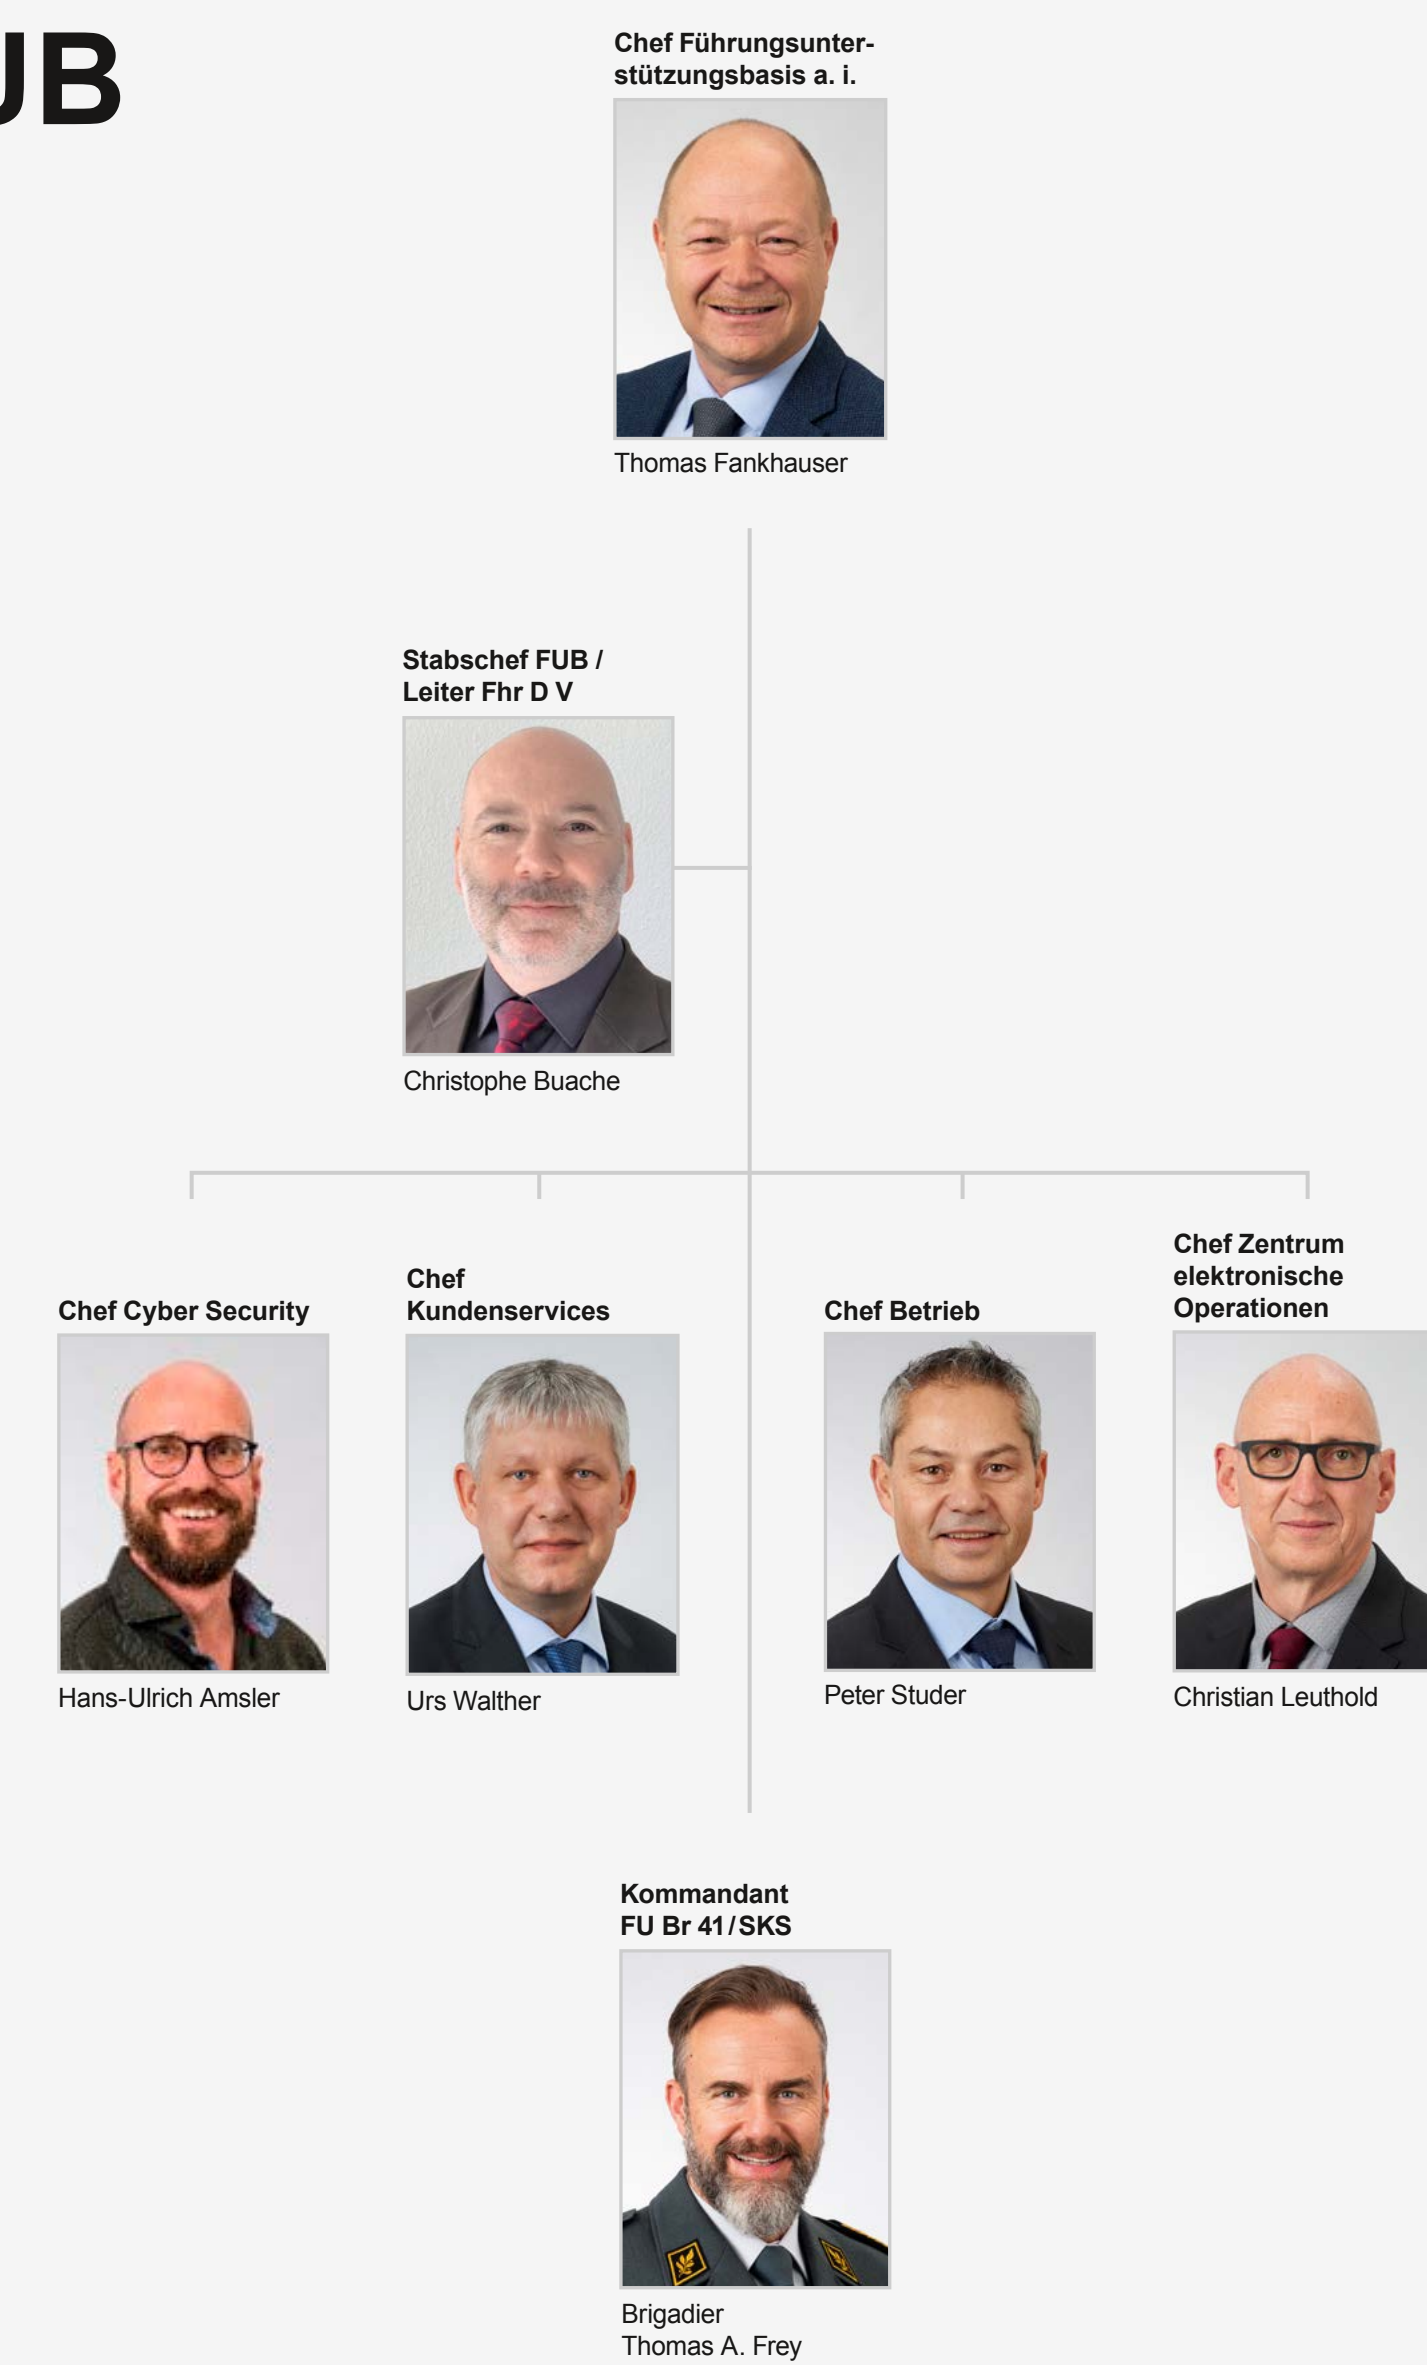 UB
Chef Führungsunter-
stützungsbasis a. i.
Thomas Fankhauser
Stabschef FUB /
Leiter Fhr D V
Christophe Buache
Chef Cyber Security
Hans-Ulrich Amsler
Chef
Kundenservices
Urs Walther
Chef Betrieb
Peter Studer
Chef Zentrum
elektronische
Operationen
Christian Leuthold
Kommandant
FU Br 41/SKS
Brigadier
Thomas A. Frey